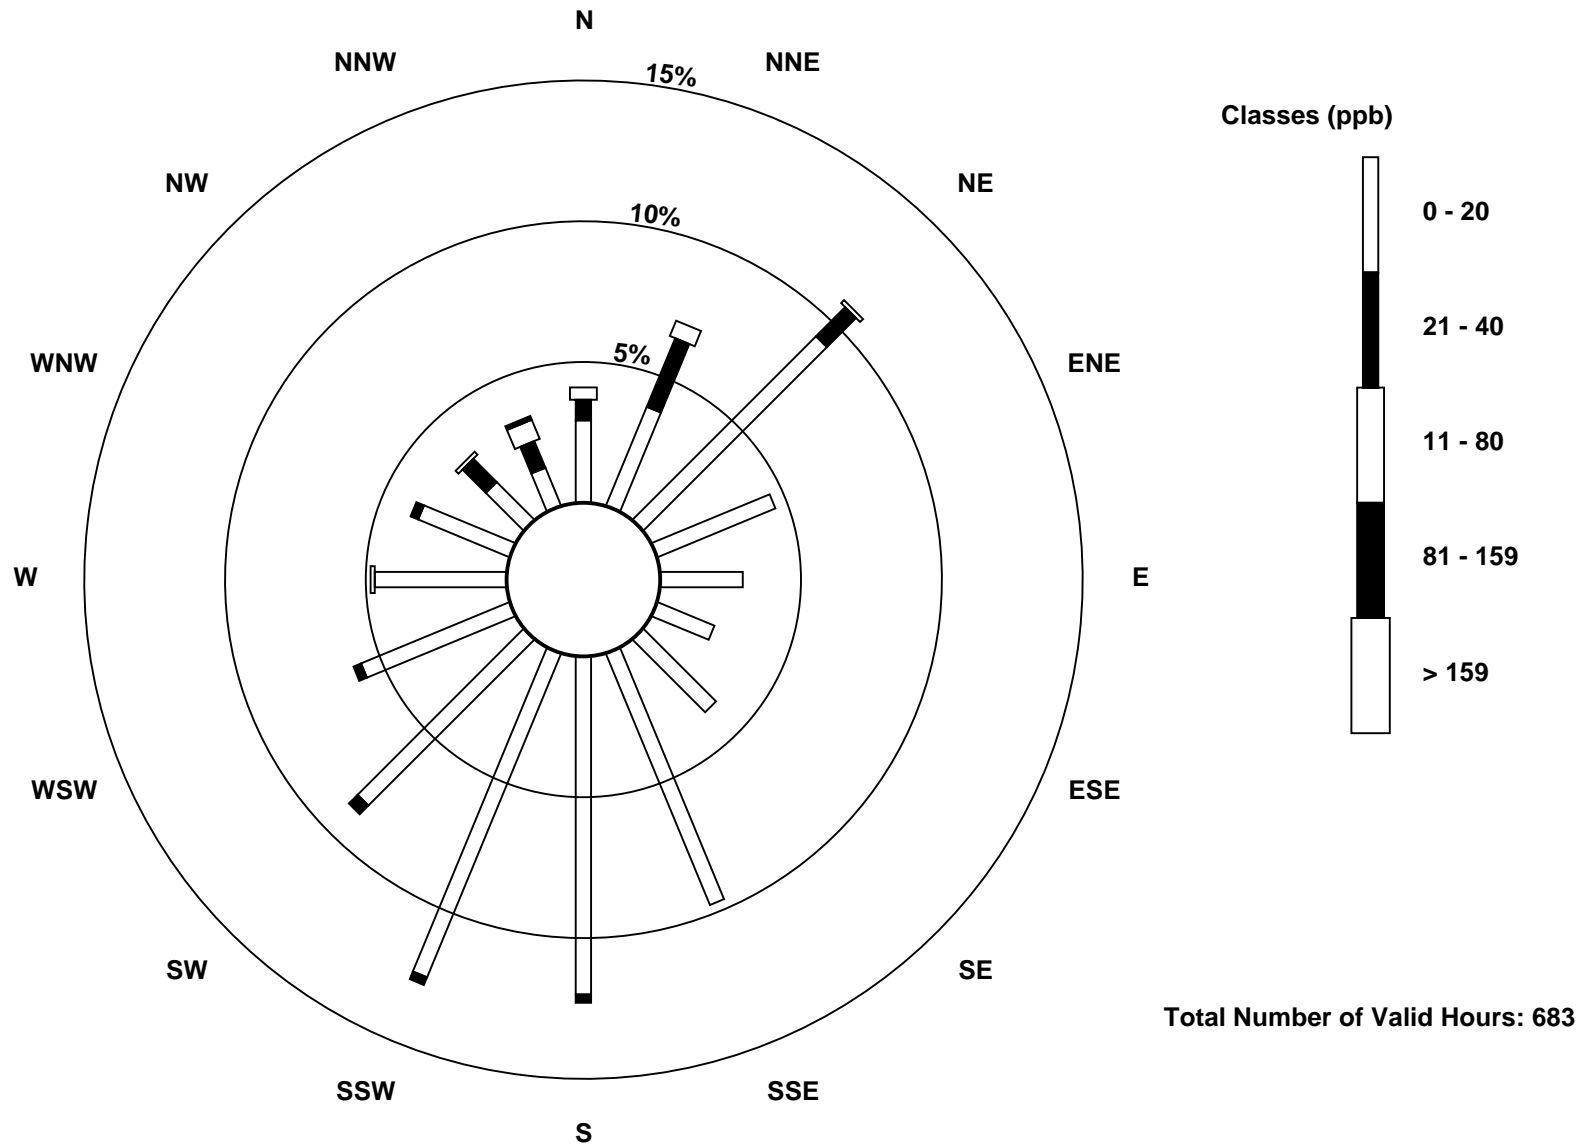 N
NNW
NNE
15%
Classes (ppb)
NW
NE
0 - 20
10%
21 - 40
5%
WNW
ENE
11 - 80
81 - 159
W
E
> 159
WSW
ESE
SW
SE
Total Number of Valid Hours: 683
SSW
SSE
S